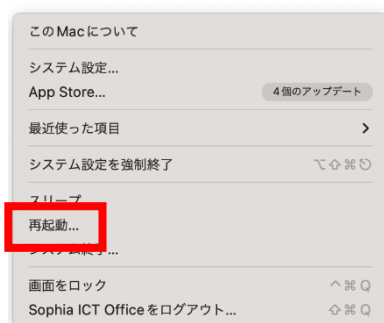 このMacについて
システム設定...
App Store... 4個のアップデート
最近使った項目 >
システム設定を強制終了 ⌥⇧⌘⎋
スリープ
再起動...
システム終了...
画面をロック ^⌘Q
Sophia ICT Officeをログアウト... ⇧⌘Q